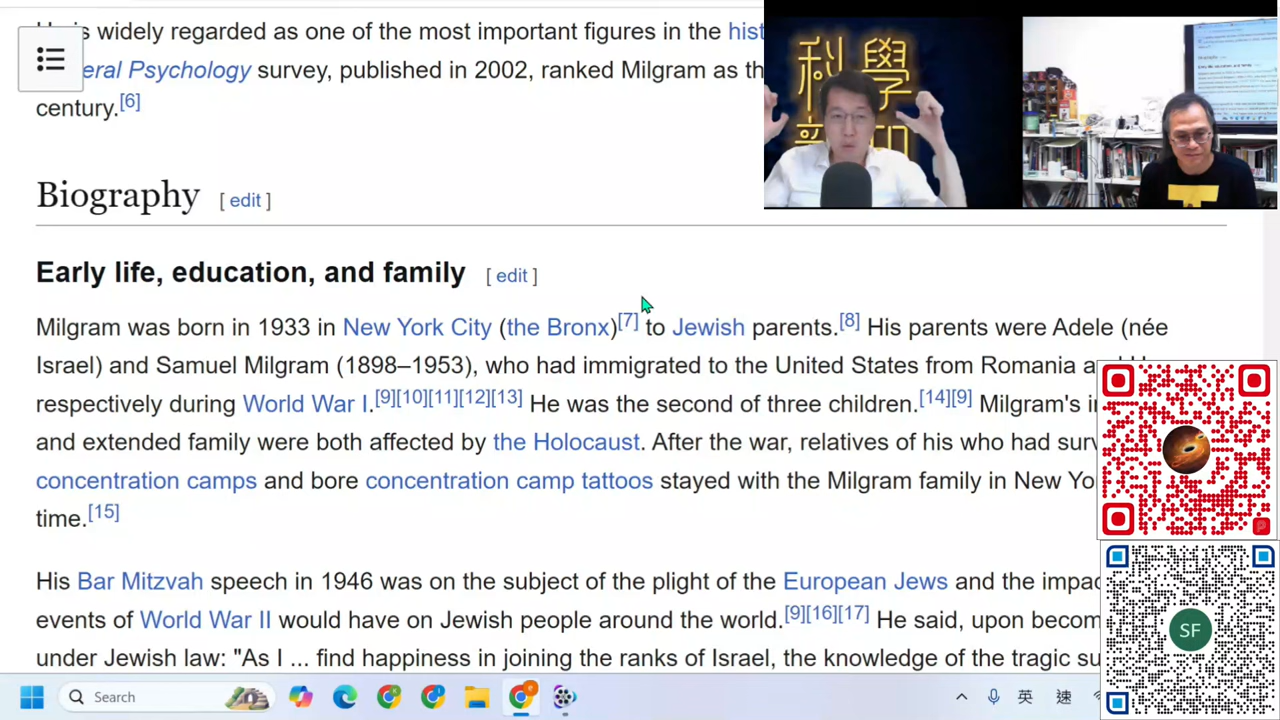 is widely regarded as one of the most important figures in the hist
eral Psychology survey, published in 2002, ranked Milgram as th
century.[6]
科學
Biography [ edit ]
Early life, education, and family [ edit ]
Milgram was born in 1933 in New York City (the Bronx)[7] to Jewish parents.[8] His parents were Adele (née
Israel) and Samuel Milgram (1898–1953), who had immigrated to the United States from Romania
respectively during World War I.[9][10][11][12][13] He was the second of three children.[14][9] Milgram's
and extended family were both affected by the Holocaust. After the war, relatives of his who had surv
concentration camps and bore concentration camp tattoos stayed with the Milgram family in New Yo
time.[15]
His Bar Mitzvah speech in 1946 was on the subject of the plight of the European Jews and the impac
events of World War II would have on Jewish people around the world.[9][16][17] He said, upon becom
under Jewish law: "As I ... find happiness in joining the ranks of Israel, the knowledge of the tragic su
SF
Search
英 速